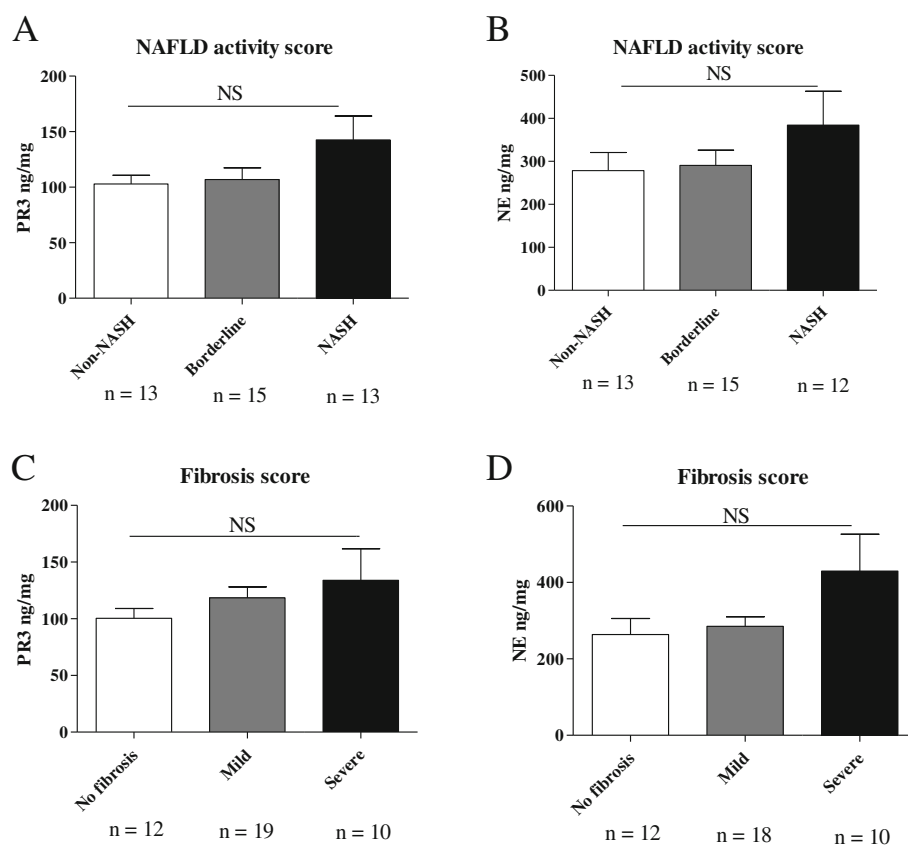 A
NAFLD activity score
NS
PR3 ng/mg
200
150
100
50
0
Non-NASH
Borderline
NASH
n = 13
n = 15
n = 13
B
NAFLD activity score
NS
NE ng/mg
500
400
300
200
100
0
Non-NASH
Borderline
NASH
n = 13
n = 15
n = 12
C
Fibrosis score
NS
PR3 ng/mg
200
150
100
50
0
No fibrosis
Mild
Severe
n = 12
n = 19
n = 10
D
Fibrosis score
NS
NE ng/mg
600
400
200
0
No fibrosis
Mild
Severe
n = 12
n = 18
n = 10